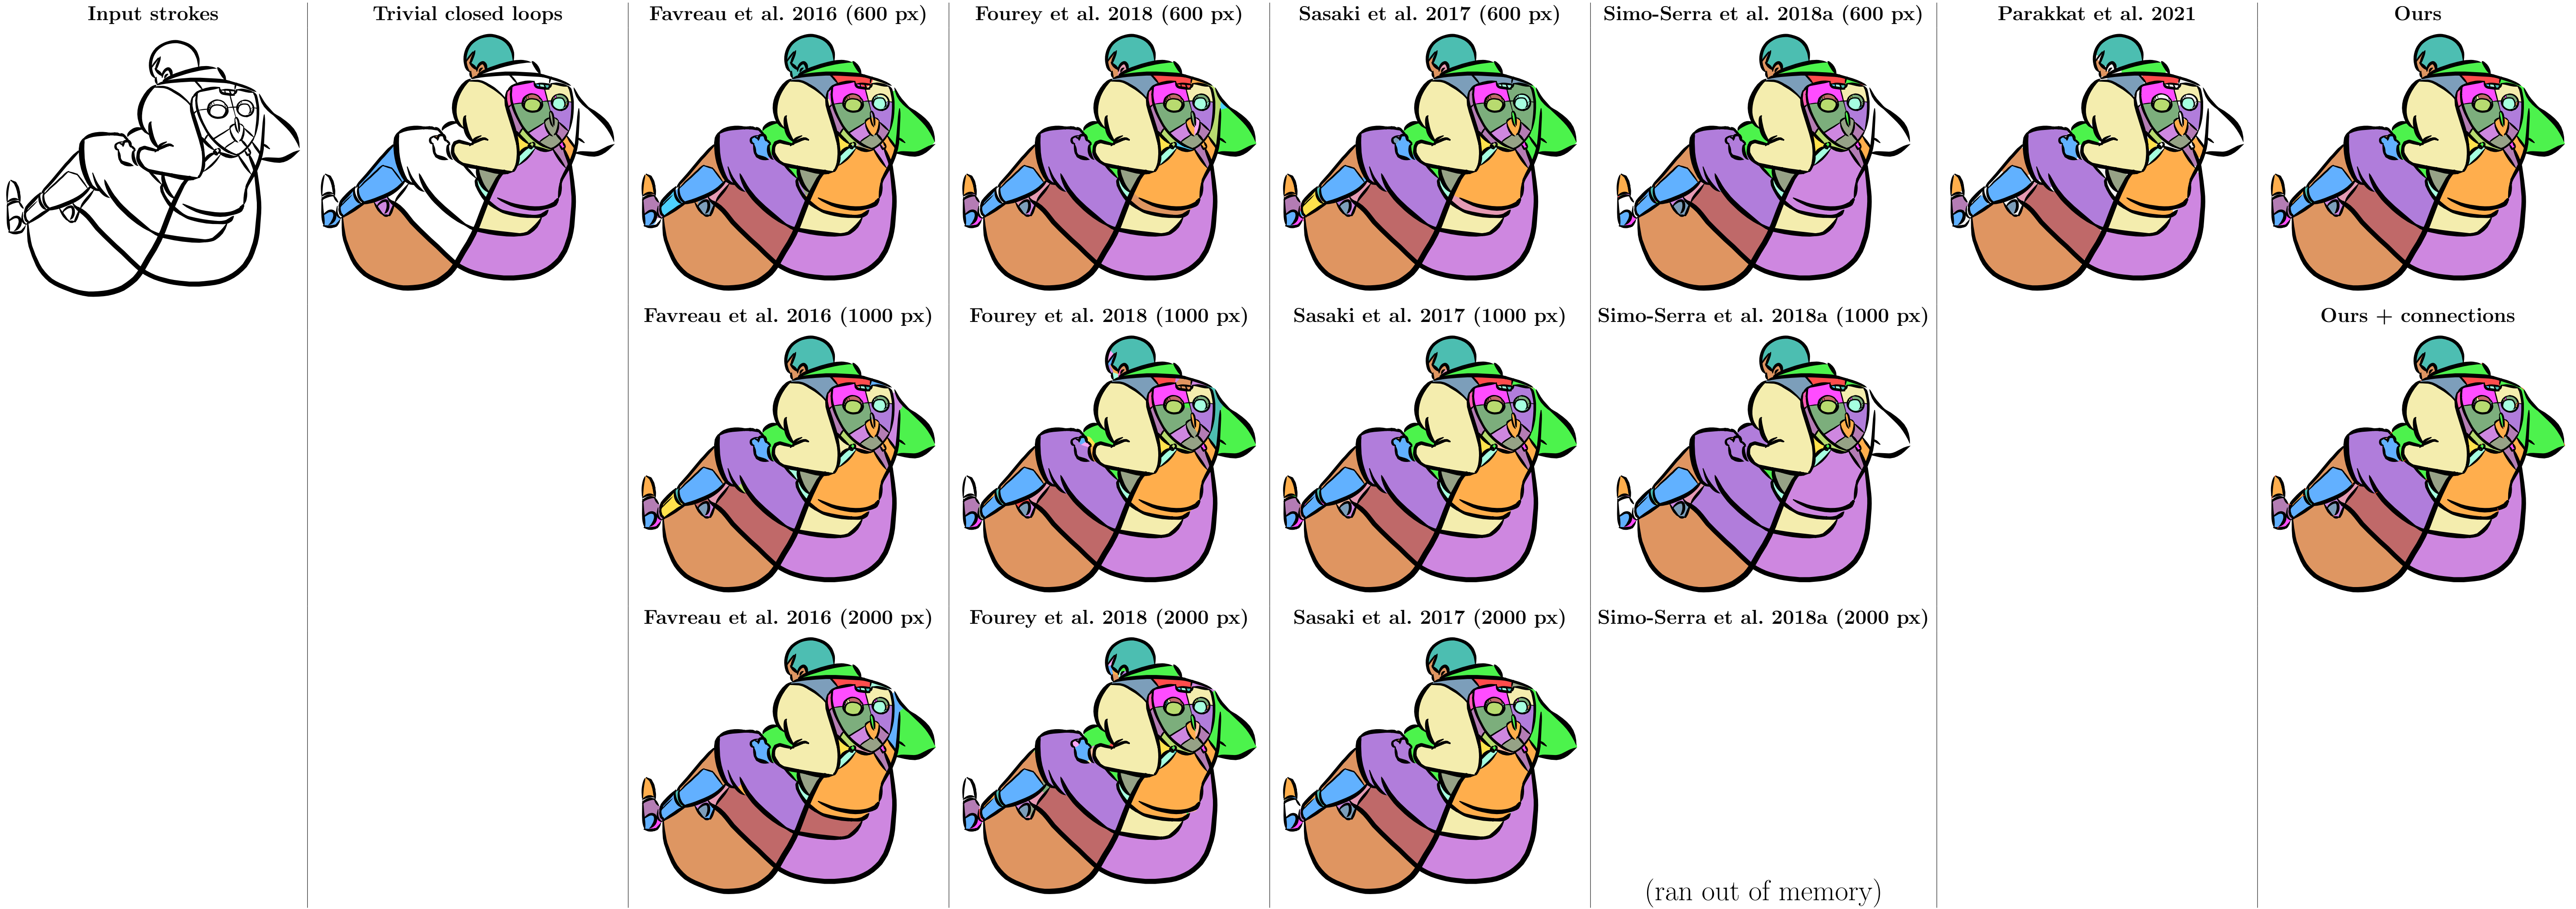 Input strokes
Trivial closed loops
Favreau et al. 2016 (600 px)
Fourey et al. 2018 (600 px)
Sasaki et al. 2017 (600 px)
Simo-Serra et al. 2018a (600 px)
Parakkat et al. 2021
Ours
Favreau et al. 2016 (1000 px)
Fourey et al. 2018 (1000 px)
Sasaki et al. 2017 (1000 px)
Simo-Serra et al. 2018a (1000 px)
Ours + connections
Favreau et al. 2016 (2000 px)
Fourey et al. 2018 (2000 px)
Sasaki et al. 2017 (2000 px)
Simo-Serra et al. 2018a (2000 px)
(ran out of memory)